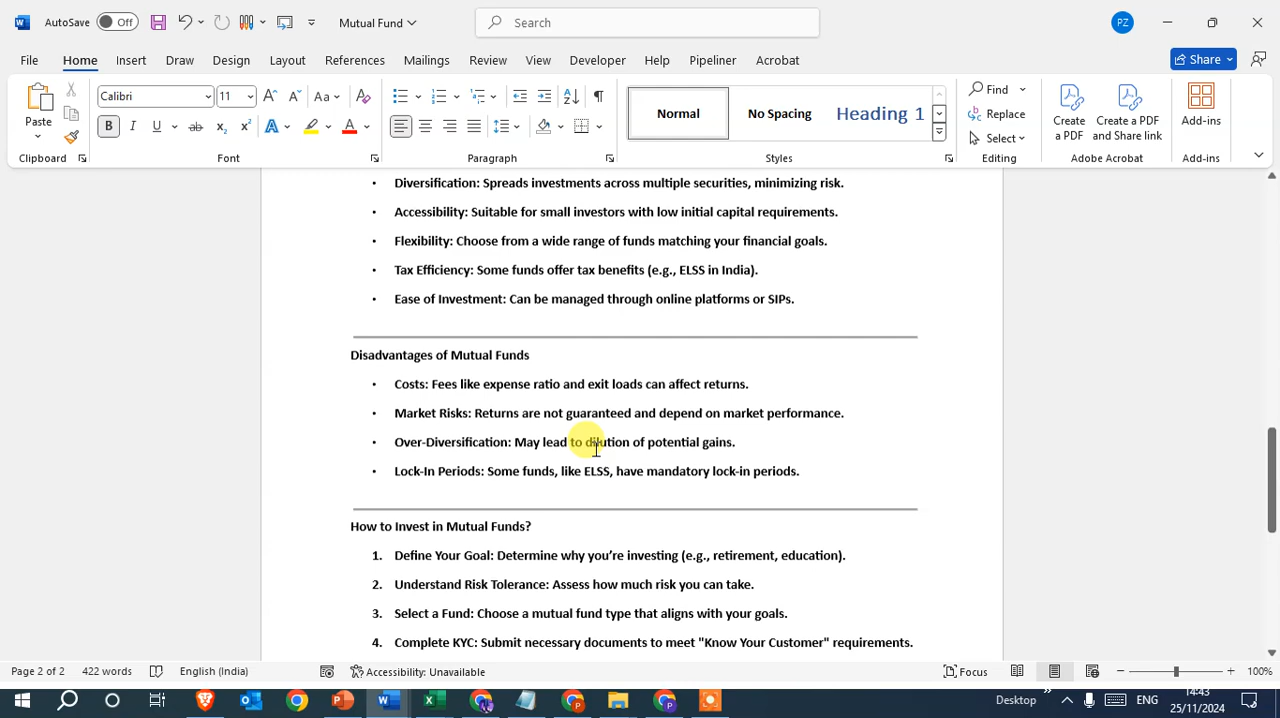 AutoSave Off Mutual Fund Search PZ
File Home Insert Draw Design Layout References Mailings Review View Developer Help Pipeliner Acrobat Share
Paste Calibri 11 Aa Normal No Spacing Heading 1 Find Replace Select Create a PDF Create a PDF and Share link Add-ins
Clipboard Font Paragraph Styles Editing Adobe Acrobat Add-ins
• Diversification: Spreads investments across multiple securities, minimizing risk.
• Accessibility: Suitable for small investors with low initial capital requirements.
• Flexibility: Choose from a wide range of funds matching your financial goals.
• Tax Efficiency: Some funds offer tax benefits (e.g., ELSS in India).
• Ease of Investment: Can be managed through online platforms or SIPs.
Disadvantages of Mutual Funds
• Costs: Fees like expense ratio and exit loads can affect returns.
• Market Risks: Returns are not guaranteed and depend on market performance.
• Over-Diversification: May lead to dilution of potential gains.
• Lock-In Periods: Some funds, like ELSS, have mandatory lock-in periods.
How to Invest in Mutual Funds?
1. Define Your Goal: Determine why you’re investing (e.g., retirement, education).
2. Understand Risk Tolerance: Assess how much risk you can take.
3. Select a Fund: Choose a mutual fund type that aligns with your goals.
4. Complete KYC: Submit necessary documents to meet "Know Your Customer" requirements.
Page 2 of 2 422 words English (India) Accessibility: Unavailable Focus 100%
Desktop ENG 14:43
25/11/2024